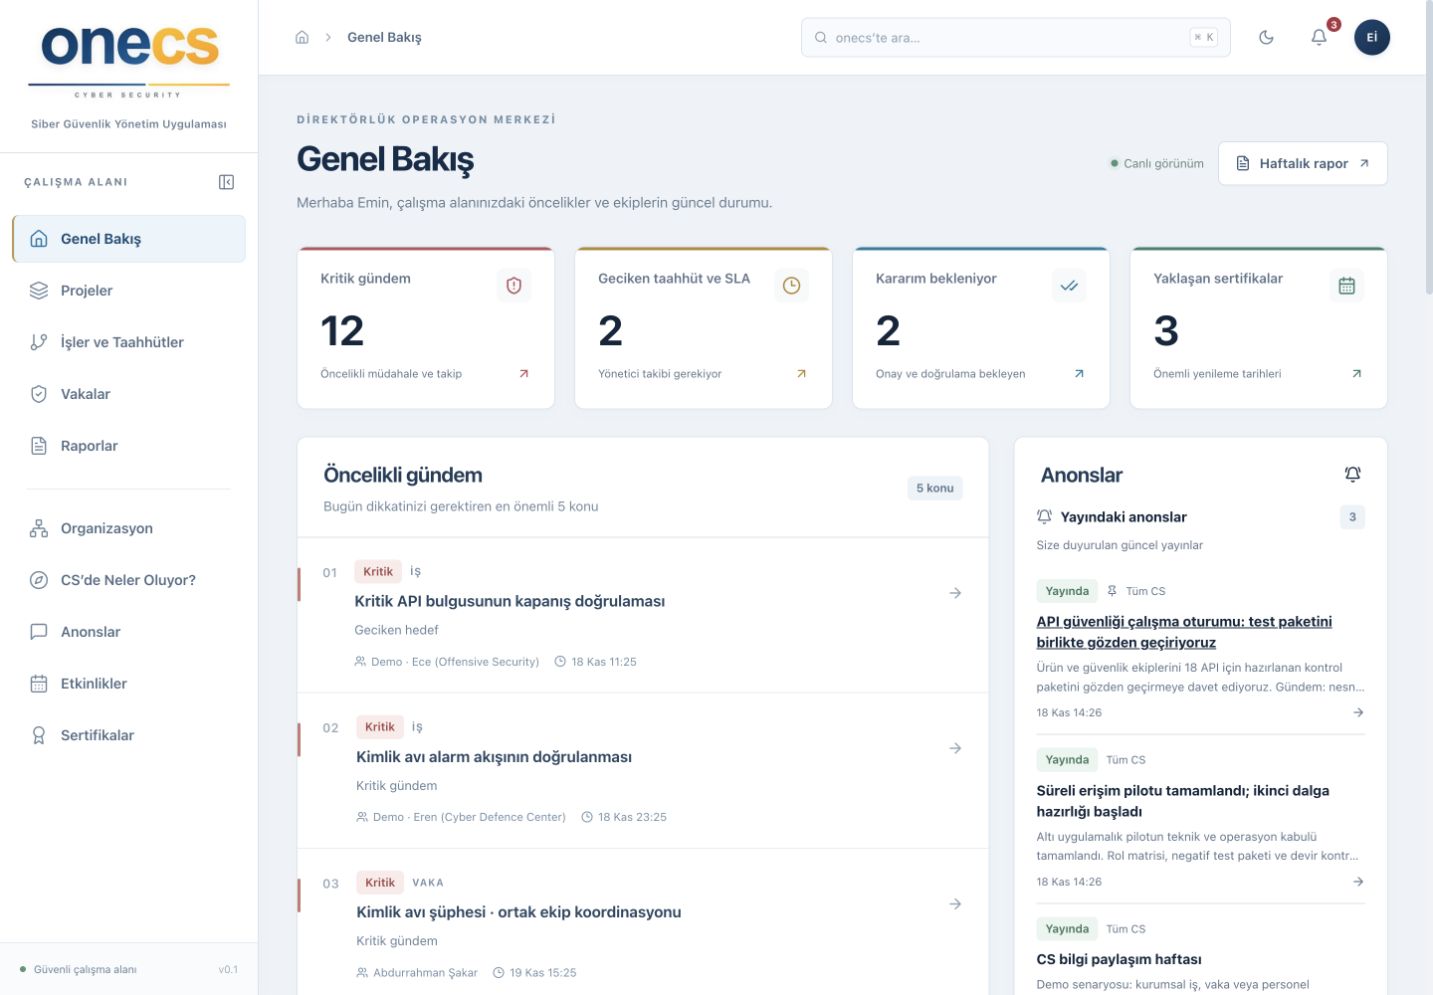 onecs
CYBER SECURITY
Siber Güvenlik Yönetim Uygulaması
ÇALIŞMA ALANI
Genel Bakış
Projeler
İşler ve Taahhütler
Vakalar
Raporlar
Organizasyon
CS'de Neler Oluyor?
Anonslar
Etkinlikler
Sertifikalar
Güvenli çalışma alanı
v0.1
Genel Bakış
onecs'te ara...
⌘ K
3
Eİ
DİREKTÖRLÜK OPERASYON MERKEZİ
Genel Bakış
Merhaba Emin, çalışma alanınızdaki öncelikler ve ekiplerin güncel durumu.
Canlı görünüm
Haftalık rapor
Kritik gündem
12
Öncelikli müdahale ve takip
Geciken taahhüt ve SLA
2
Yönetici takibi gerekiyor
Kararım bekleniyor
2
Onay ve doğrulama bekleyen
Yaklaşan sertifikalar
3
Önemli yenileme tarihleri
Öncelikli gündem
Bugün dikkatinizi gerektiren en önemli 5 konu
5 konu
01
Kritik İŞ
Kritik API bulgusunun kapanış doğrulaması
Geciken hedef
Demo · Ece (Offensive Security) 18 Kas 11:25
02
Kritik İŞ
Kimlik avı alarm akışının doğrulanması
Kritik gündem
Demo · Eren (Cyber Defence Center) 18 Kas 23:25
03
Kritik VAKA
Kimlik avı şüphesi · ortak ekip koordinasyonu
Kritik gündem
Abdurrahman Şakar 19 Kas 15:25
Anonslar
Yayındaki anonslar
3
Size duyurulan güncel yayınlar
Yayında Tüm CS
API güvenliği çalışma oturumu: test paketini
birlikte gözden geçiriyoruz
Ürün ve güvenlik ekiplerini 18 API için hazırlanan kontrol
paketini gözden geçirmeye davet ediyoruz. Gündem: nesn...
18 Kas 14:26
Yayında Tüm CS
Süreli erişim pilotu tamamlandı; ikinci dalga
hazırlığı başladı
Altı uygulamalık pilotun teknik ve operasyon kabulü
tamamlandı. Rol matrisi, negatif test paketi ve devir kontr...
18 Kas 14:26
Yayında Tüm CS
CS bilgi paylaşım haftası
Demo senaryosu: kurumsal iş, vaka veya personel